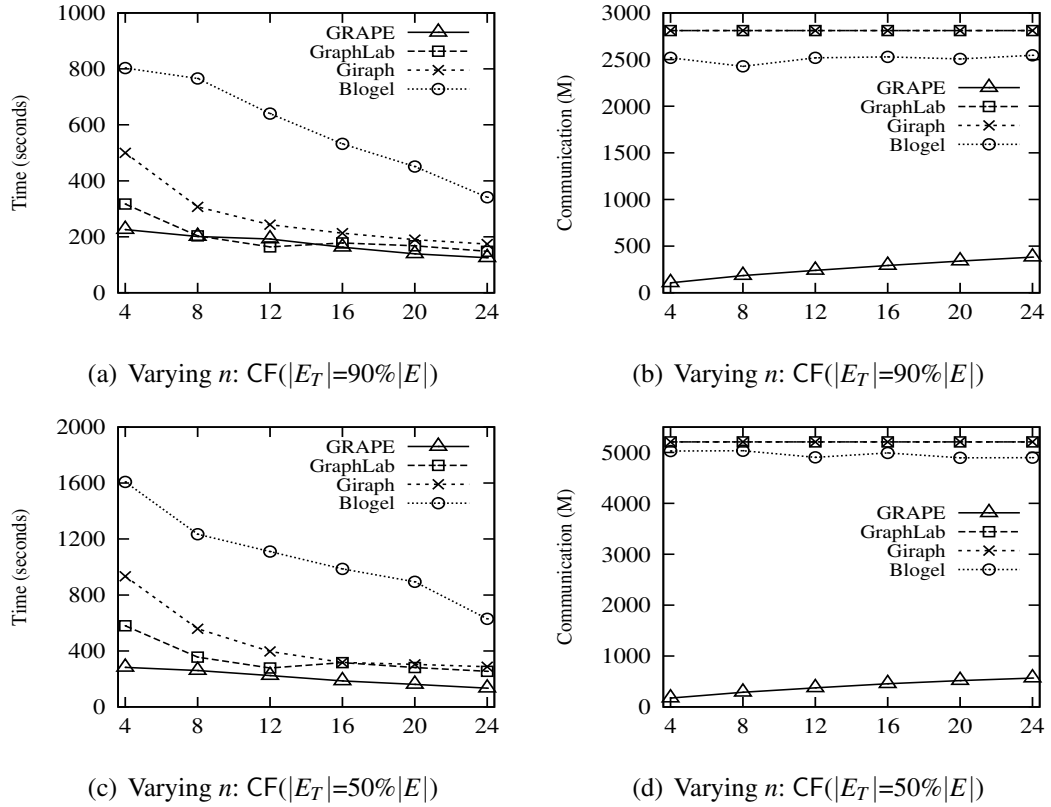 1000
800
600
400
200
0
4 8 12 16 20 24
Time (seconds)
GRAPE
GraphLab
Giraph
Blogel
(a) Varying n: CF(|E_T|=90%|E|)
3000
2500
2000
1500
1000
500
0
4 8 12 16 20 24
Communication (M)
GRAPE
GraphLab
Giraph
Blogel
(b) Varying n: CF(|E_T|=90%|E|)
2000
1600
1200
800
400
0
4 8 12 16 20 24
Time (seconds)
GRAPE
GraphLab
Giraph
Blogel
(c) Varying n: CF(|E_T|=50%|E|)
5000
4000
3000
2000
1000
0
4 8 12 16 20 24
Communication (M)
GRAPE
GraphLab
Giraph
Blogel
(d) Varying n: CF(|E_T|=50%|E|)